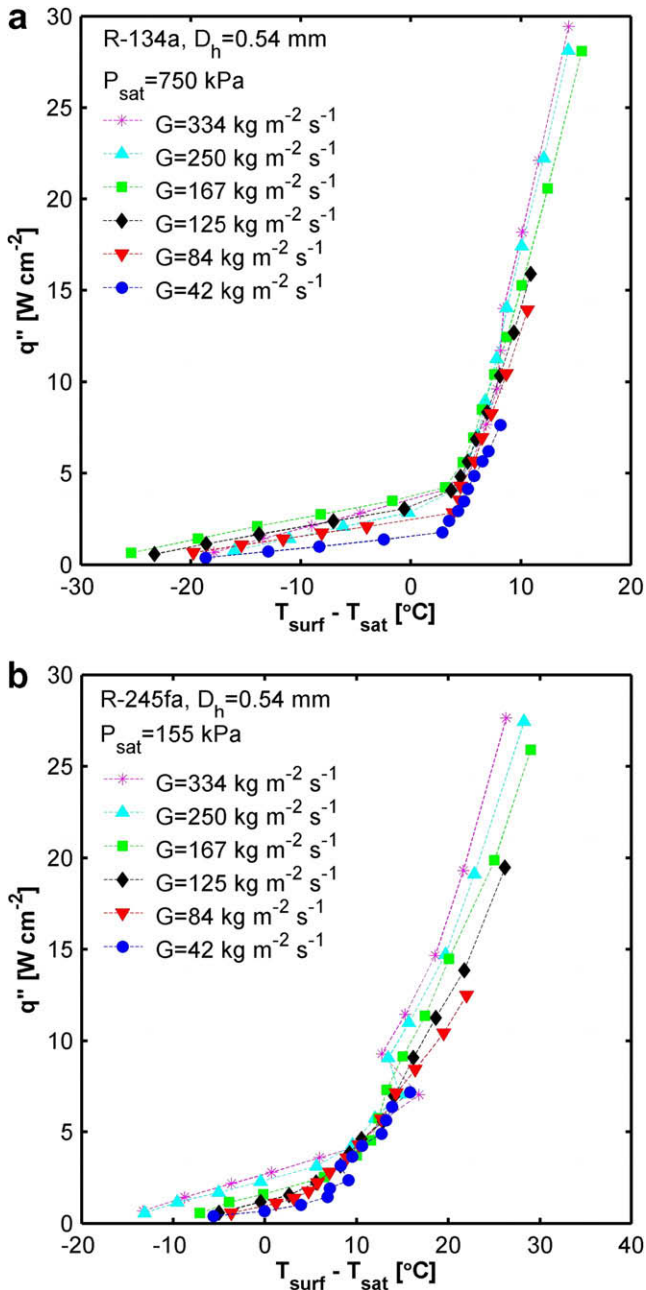 a
R-134a, D_h=0.54 mm
P_sat=750 kPa
G=334 kg m⁻² s⁻¹
G=250 kg m⁻² s⁻¹
G=167 kg m⁻² s⁻¹
G=125 kg m⁻² s⁻¹
G=84 kg m⁻² s⁻¹
G=42 kg m⁻² s⁻¹
q" [W cm⁻²]
30
25
20
15
10
5
0
-30 -20 -10 0 10 20
T_surf - T_sat [°C]
b
R-245fa, D_h=0.54 mm
P_sat=155 kPa
G=334 kg m⁻² s⁻¹
G=250 kg m⁻² s⁻¹
G=167 kg m⁻² s⁻¹
G=125 kg m⁻² s⁻¹
G=84 kg m⁻² s⁻¹
G=42 kg m⁻² s⁻¹
q" [W cm⁻²]
30
25
20
15
10
5
0
-20 -10 0 10 20 30 40
T_surf - T_sat [°C]